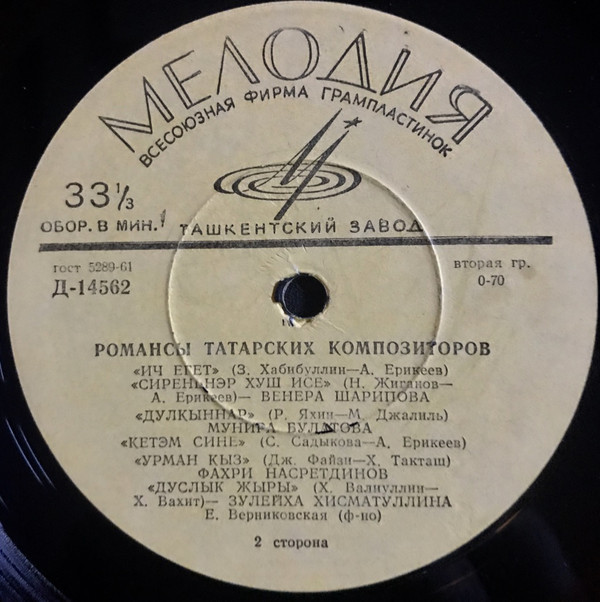 МЕЛОДИЯ
ВСЕСОЮЗНАЯ ФИРМА ГРАМПЛАСТИНОК
33⅓
ОБОР. В МИН.
ТАШКЕНТСКИЙ ЗАВОД
гост 5289-61
Д-14562
вторая гр.
0-70
РОМАНСЫ ТАТАРСКИХ КОМПОЗИТОРОВ
«ИЧ ЕГЕТ» (З. Хабибуллин—А. Ерикеев)
«СИРЕНЬНЭР ХУШ ИСЕ» (Н. Жиганов—
А. Ерикеев)— ВЕНЕРА ШАРИПОВА
«ДУЛКЫННАР» (Р. Яхин—М. Джалиль)
МУНИРА БУЛАТОВА
«КЕТЭМ СИНЕ» (С. Садыкова—А. Ерикеев)
«УРМАН КЫЗ» (Дж. Файзи—Х. Такташ)
ФАХРИ НАСРЕТДИНОВ
«ДУСЛЫК ЖЫРЫ» (Х. Валиуллин—
Х. Вахит)— ЗУЛЕЙХА ХИСМАТУЛЛИНА
Е. Верниковская (ф-но)
2 сторона